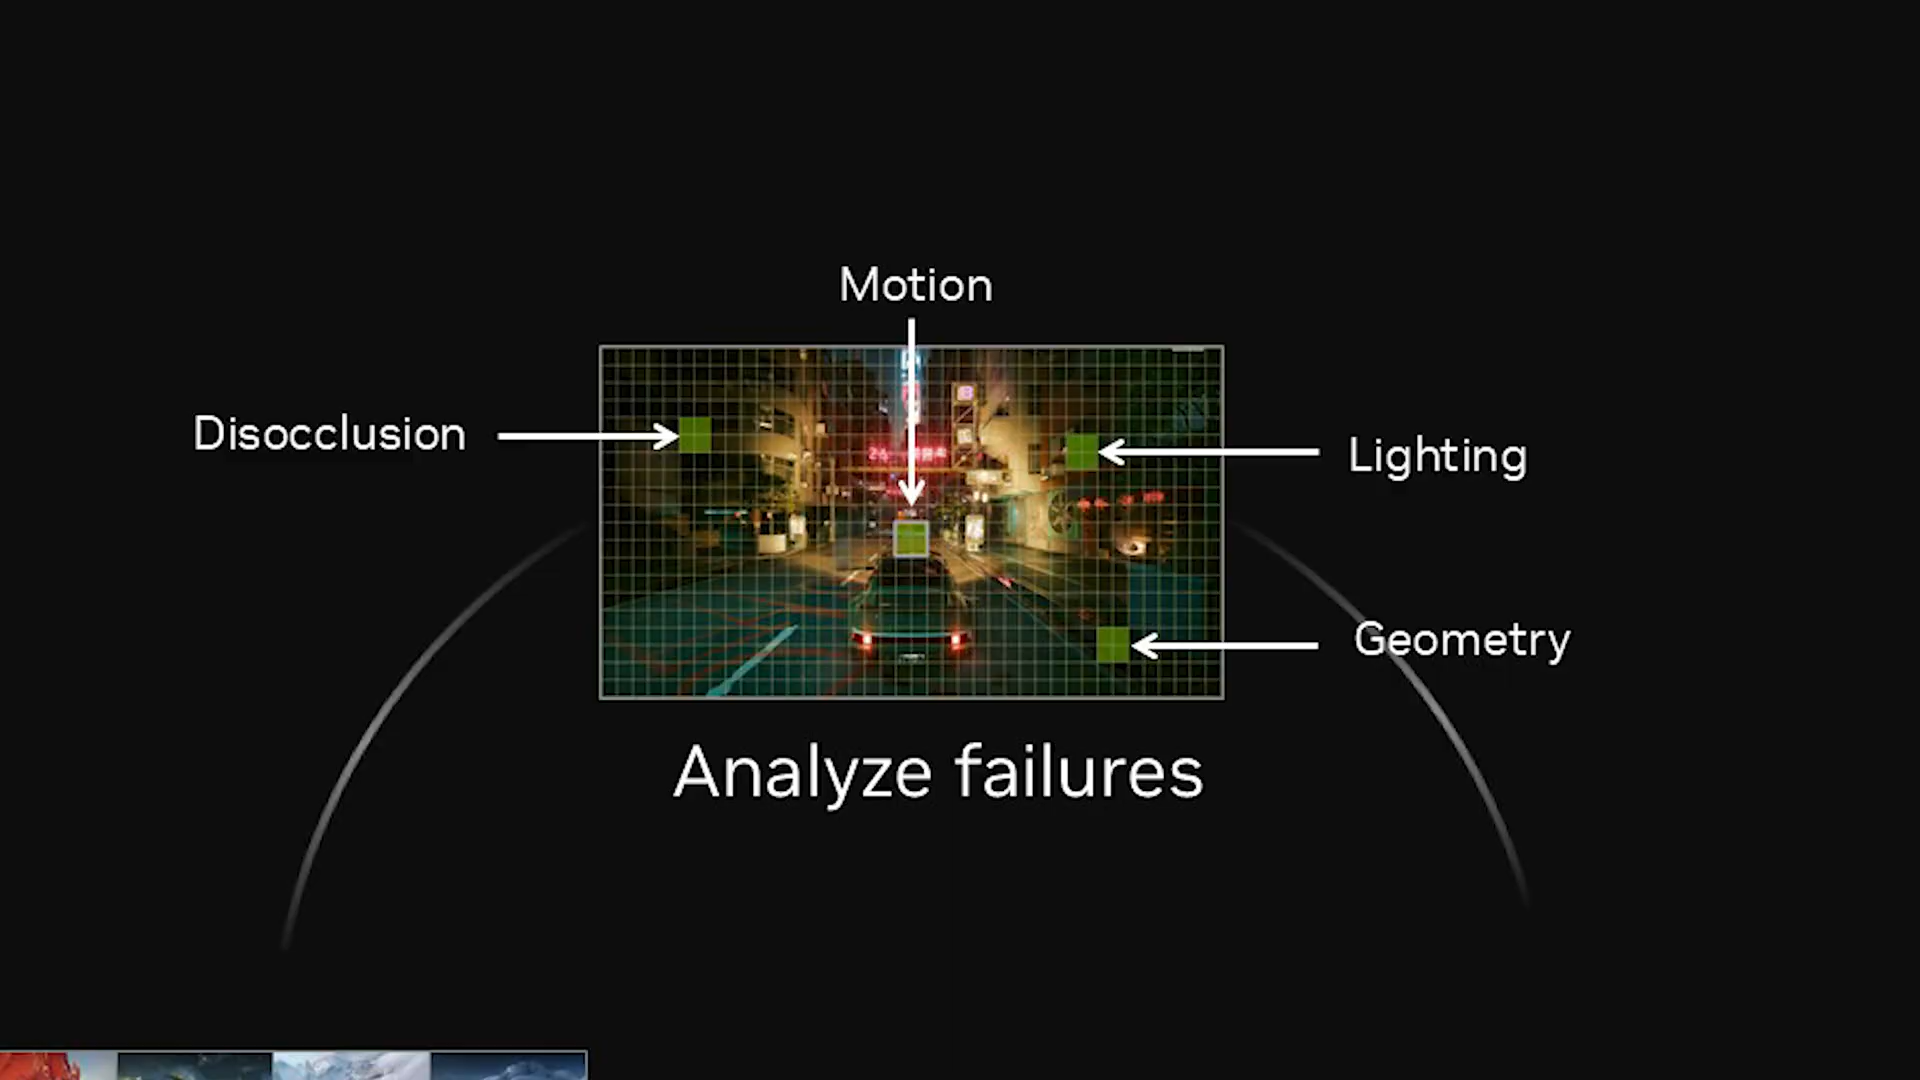 Motion
Disocclusion
Lighting
Geometry
Analyze failures